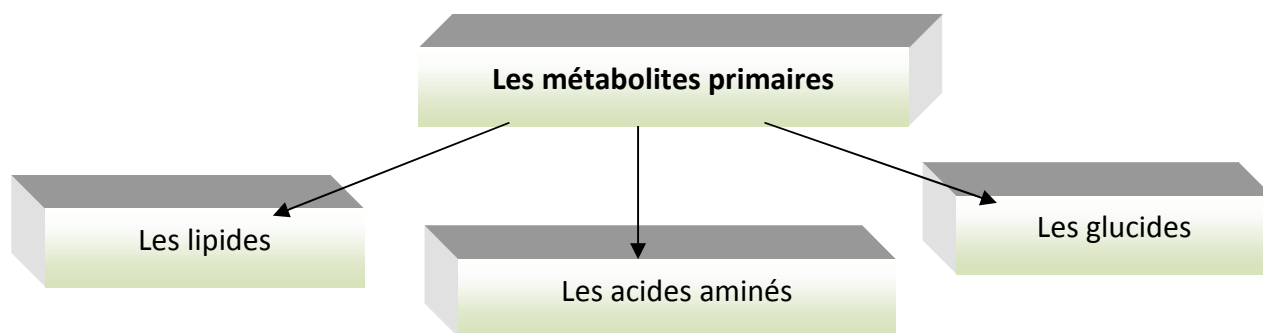 Les métabolites primaires
Les lipides
Les acides aminés
Les glucides